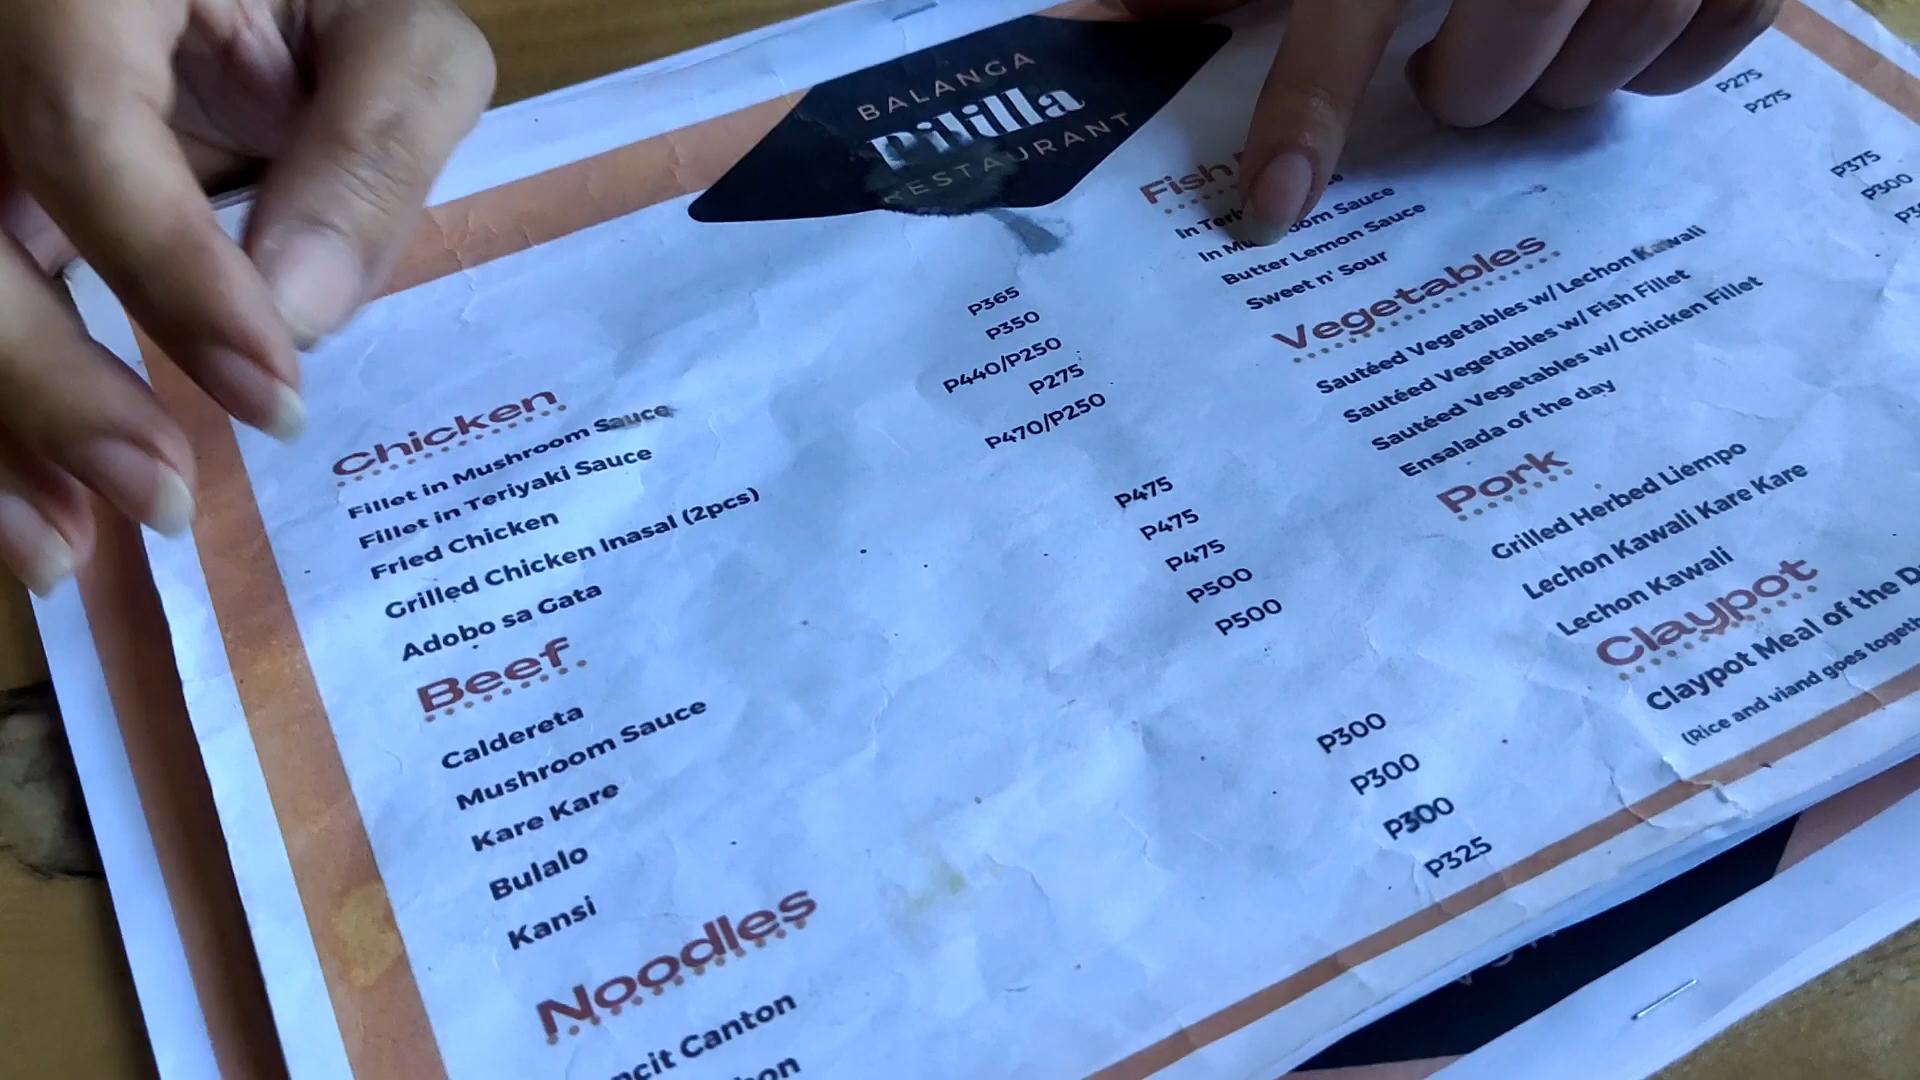 BALANGA
Pililla
RESTAURANT
Chicken
Fillet in Mushroom Sauce P365
Fillet in Teriyaki Sauce P350
Fried Chicken P440/P250
Grilled Chicken Inasal (2pcs) P275
Adobo sa Gata P470/P250
Beef
Caldereta P475
Mushroom Sauce P475
Kare Kare P475
Bulalo P500
Kansi P500
Noodles
Canton P300
P300
P300
P325
Fish
In
In Sauce
Butter Lemon Sauce P275
Sweet n' Sour P275
Vegetables
Sautéed Vegetables w/ Lechon Kawali P375
Sautéed Vegetables w/ Fish Fillet P300
Sautéed Vegetables w/ Chicken Fillet
Ensalada of the day
Pork
Grilled Herbed Liempo
Lechon Kawali Kare Kare
Lechon Kawali
Claypot
Claypot Meal of the
(Rice and viand goes